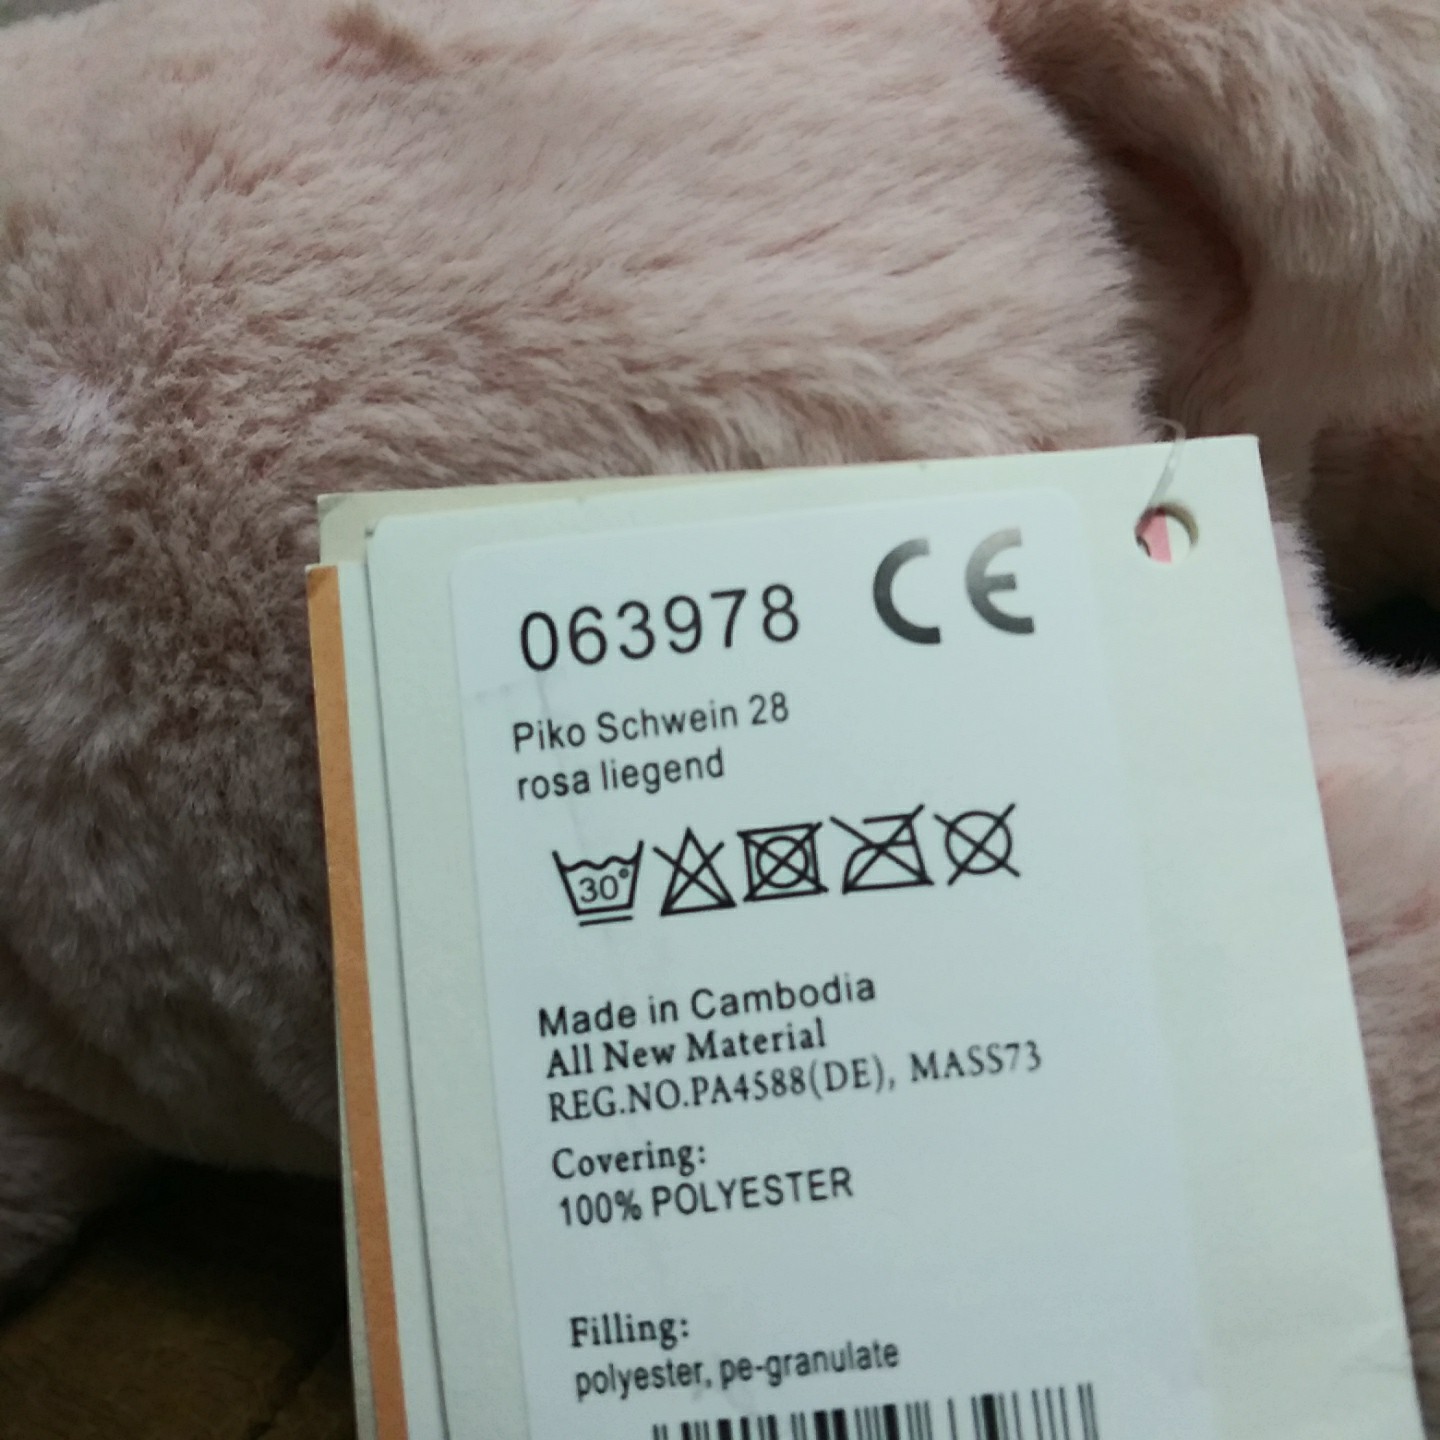 063978 CE
Piko Schwein 28
rosa liegend
30°
Made in Cambodia
All New Material
REG.NO.PA4588(DE), MASS73
Covering:
100% POLYESTER
Filling:
polyester, pe-granulate